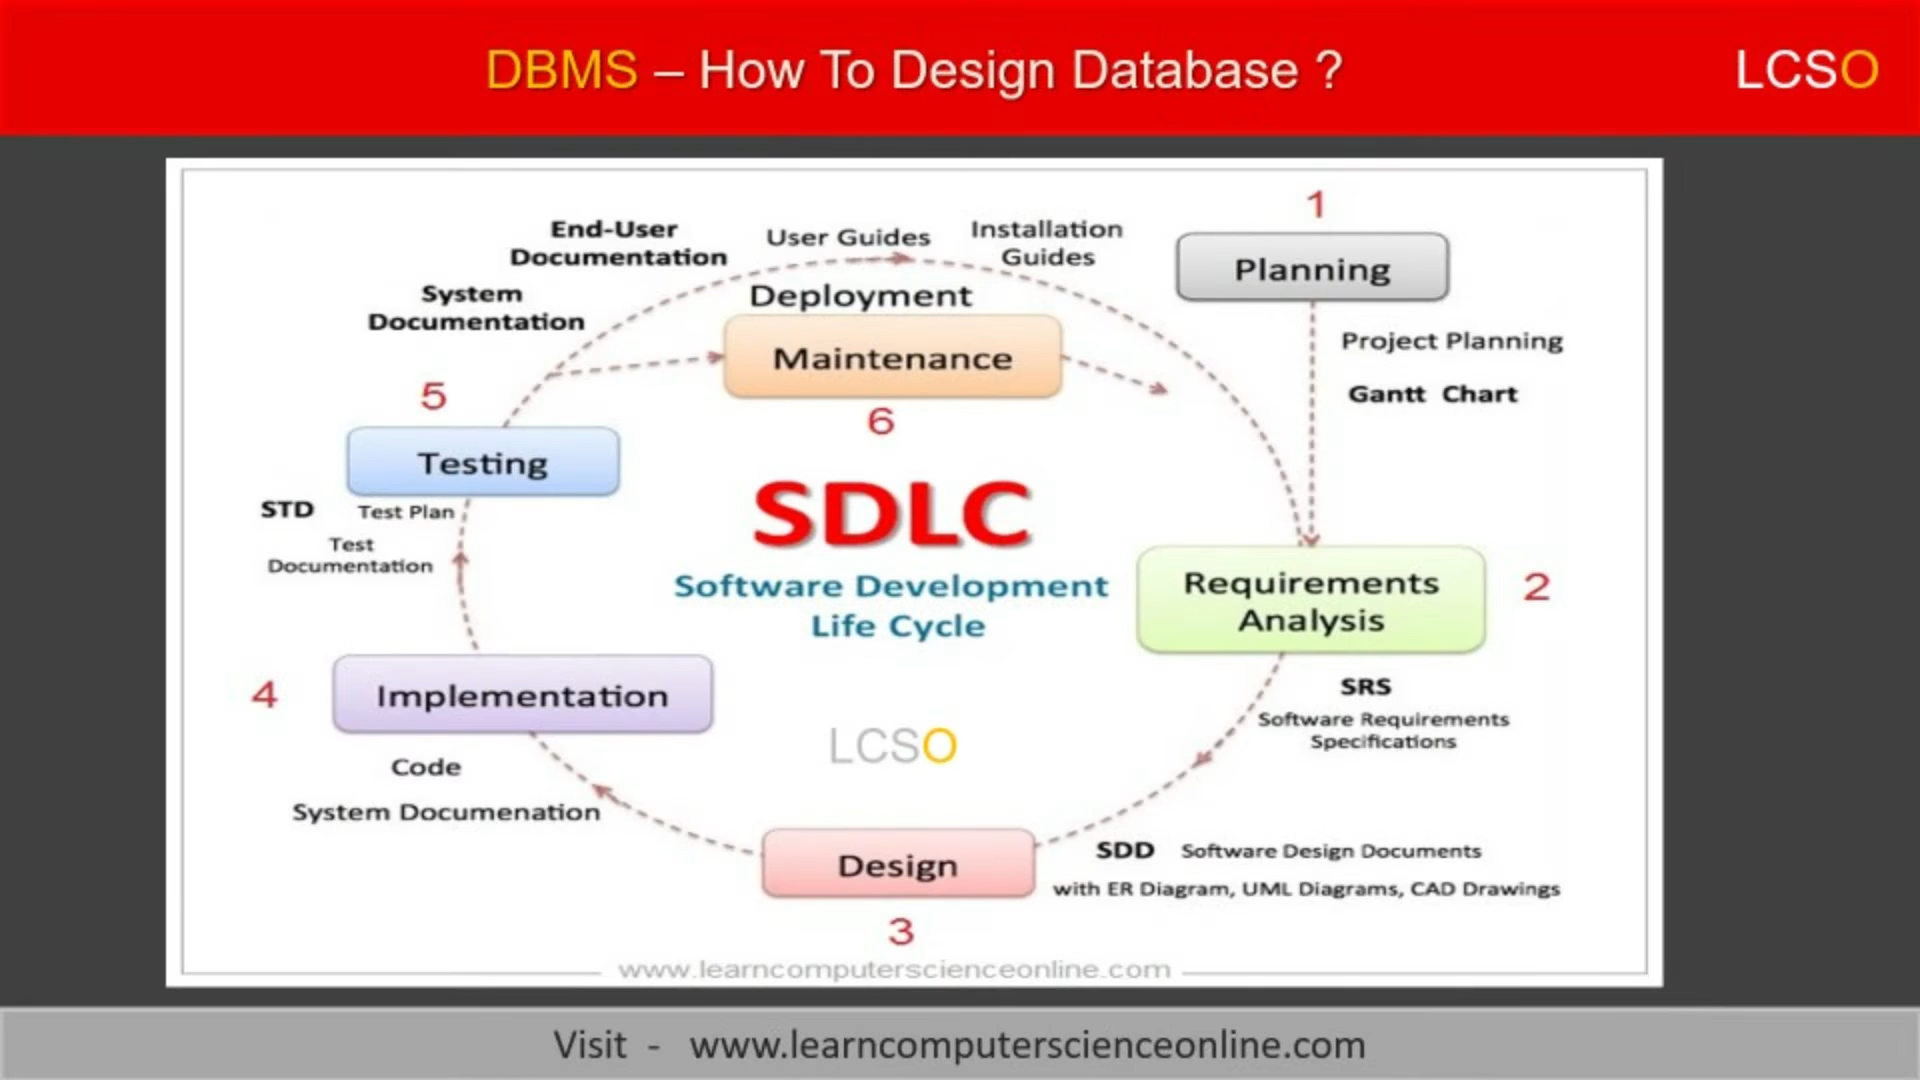 DBMS – How To Design Database ?
LCSO
1
Planning
Project Planning
Gantt Chart
End-User
Documentation
User Guides
Installation
Guides
System
Documentation
Deployment
Maintenance
6
5
Testing
STD Test Plan
Test
Documentation
SDLC
Software Development
Life Cycle
Requirements
Analysis
2
SRS
Software Requirements
Specifications
4
Implementation
Code
System Documenation
LCSO
Design
3
SDD Software Design Documents
with ER Diagram, UML Diagrams, CAD Drawings
www.learncomputerscienceonline.com
Visit - www.learncomputerscienceonline.com